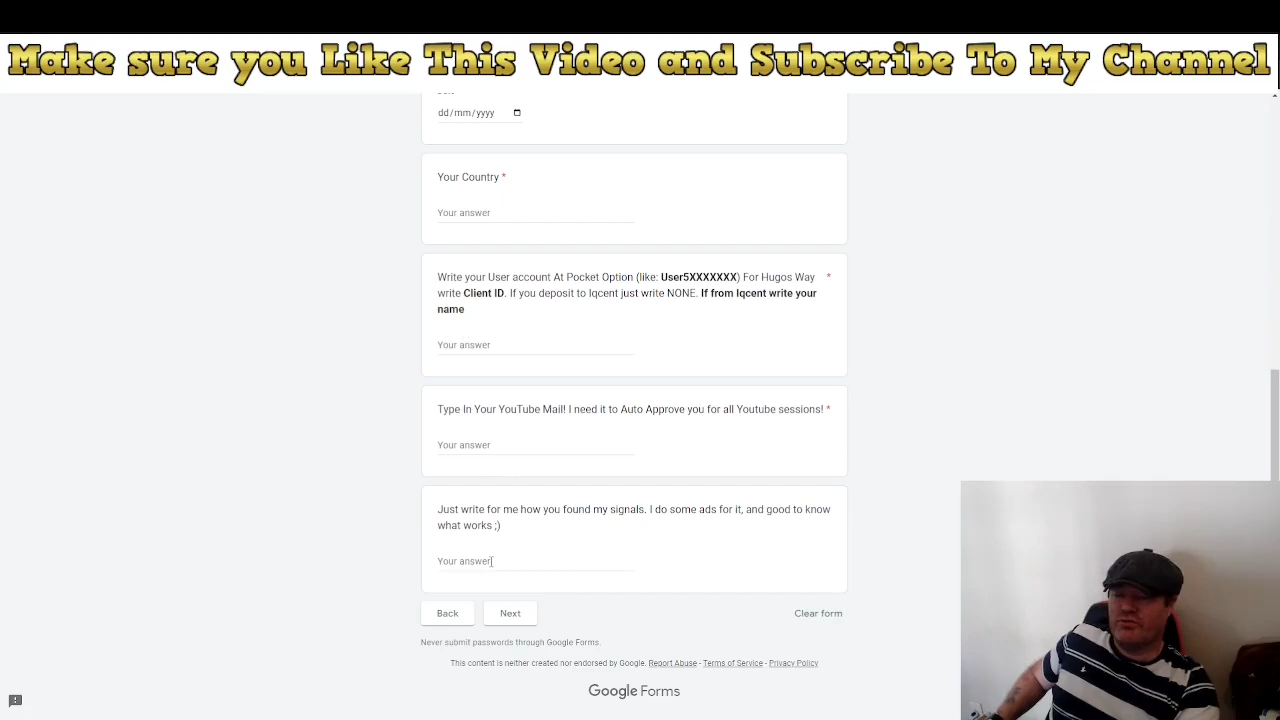 Make sure you Like This Video and Subscribe To My Channel
dd/mm/yyyy
Your Country *
Your answer
Write your User account At Pocket Option (like: User5XXXXXXX) For Hugos Way *
write Client ID. If you deposit to Iqcent just write NONE. If from Iqcent write your
name
Your answer
Type In Your YouTube Mail! I need it to Auto Approve you for all Youtube sessions! *
Your answer
Just write for me how you found my signals. I do some ads for it, and good to know
what works ;)
Your answer
Back Next Clear form
Never submit passwords through Google Forms.
This content is neither created nor endorsed by Google. Report Abuse - Terms of Service - Privacy Policy
Google Forms